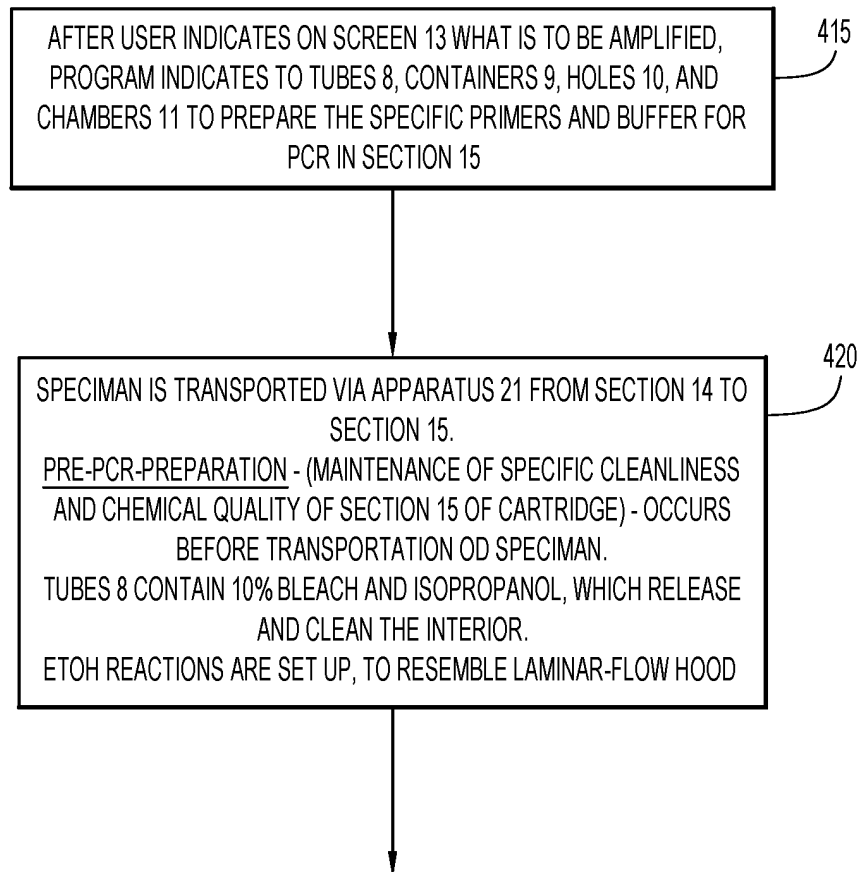 AFTER USER INDICATES ON SCREEN 13 WHAT IS TO BE AMPLIFIED,
PROGRAM INDICATES TO TUBES 8, CONTAINERS 9, HOLES 10, AND
CHAMBERS 11 TO PREPARE THE SPECIFIC PRIMERS AND BUFFER FOR
PCR IN SECTION 15
415
SPECIMAN IS TRANSPORTED VIA APPARATUS 21 FROM SECTION 14 TO
SECTION 15.
PRE-PCR-PREPARATION - (MAINTENANCE OF SPECIFIC CLEANLINESS
AND CHEMICAL QUALITY OF SECTION 15 OF CARTRIDGE) - OCCURS
BEFORE TRANSPORTATION OD SPECIMAN.
TUBES 8 CONTAIN 10% BLEACH AND ISOPROPANOL, WHICH RELEASE
AND CLEAN THE INTERIOR.
ETOH REACTIONS ARE SET UP, TO RESEMBLE LAMINAR-FLOW HOOD
420